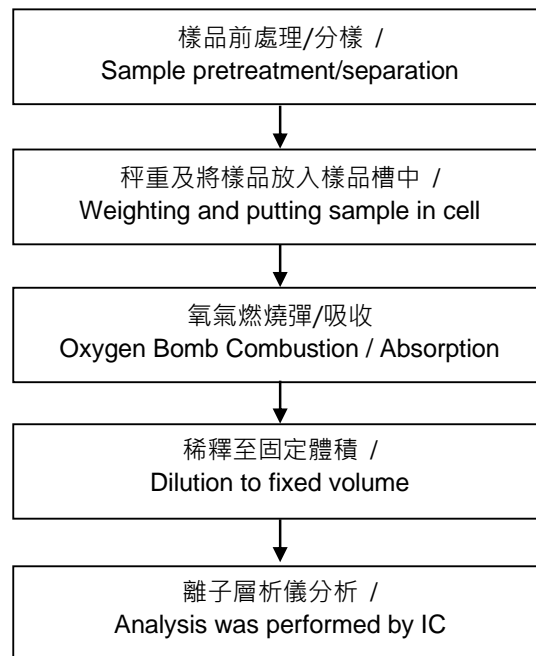 樣品前處理/分樣 /
Sample pretreatment/separation
秤重及將樣品放入樣品槽中 /
Weighting and putting sample in cell
氧氣燃燒彈/吸收
Oxygen Bomb Combustion / Absorption
稀釋至固定體積 /
Dilution to fixed volume
離子層析儀分析 /
Analysis was performed by IC